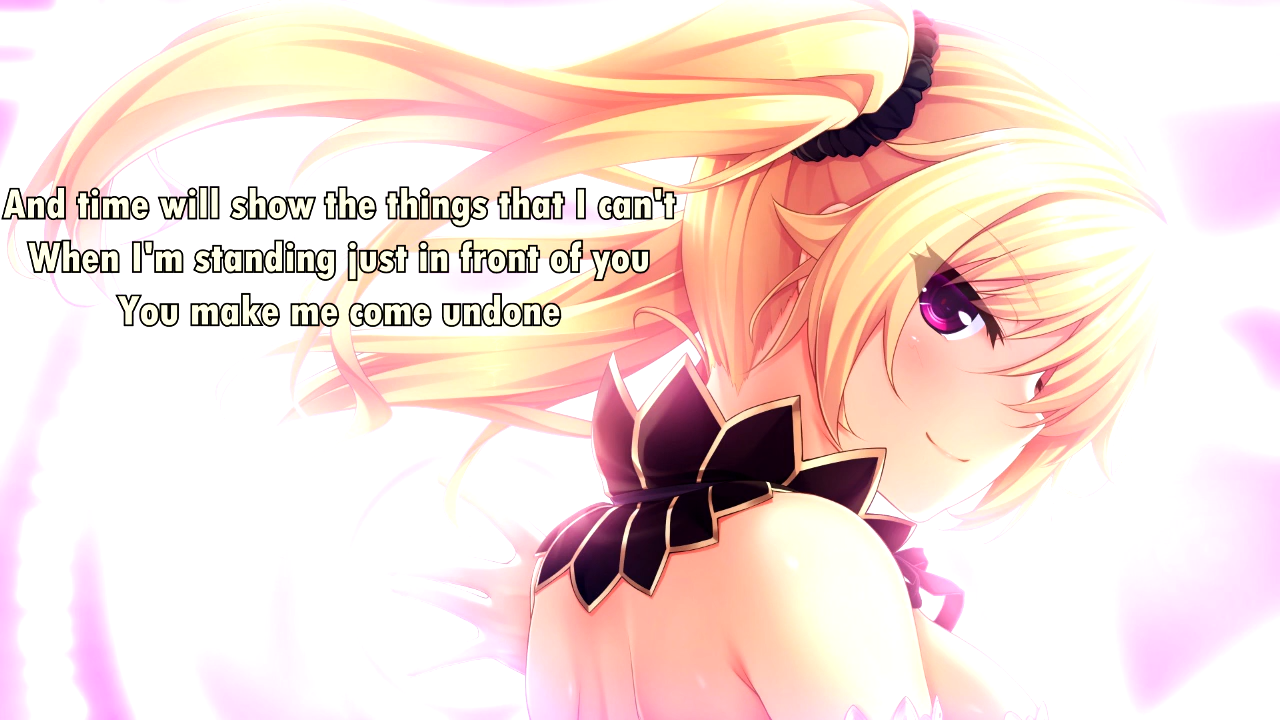 And time will show the things that I can't
When I'm standing just in front of you
You make me come undone